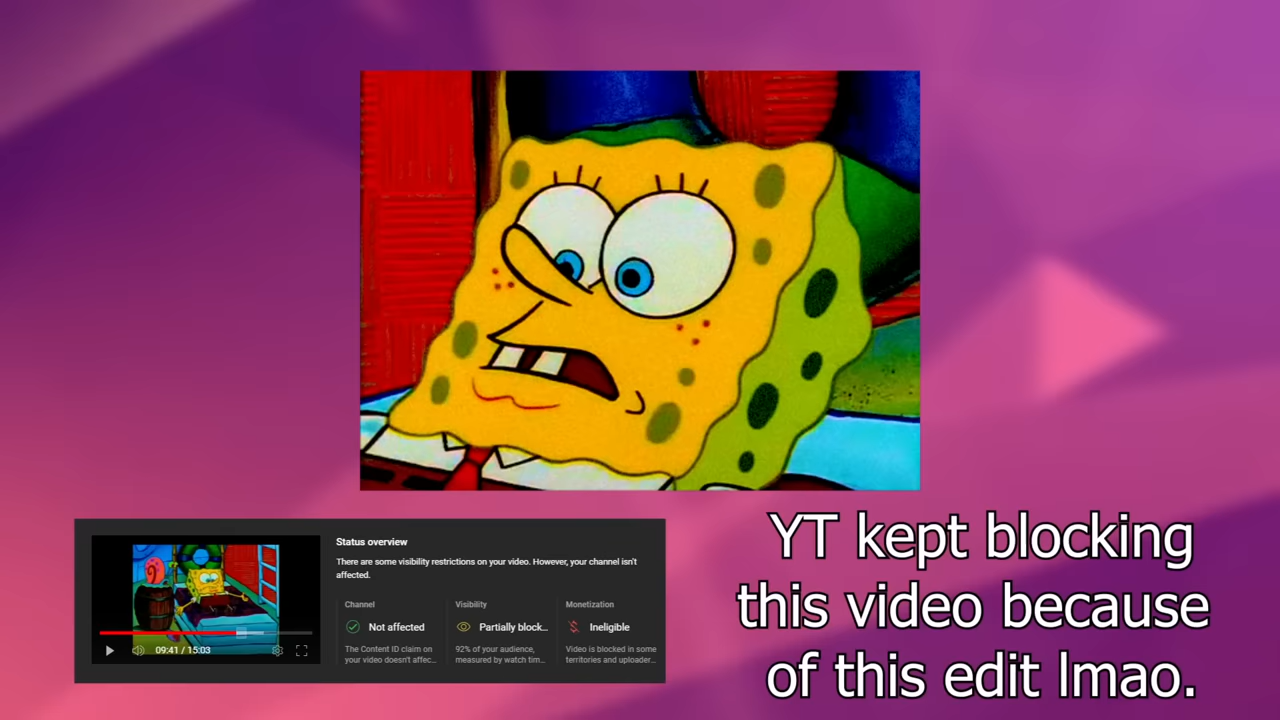 Status overview
There are some visibility restrictions on your video. However, your channel isn't
affected.
Channel
Not affected
The Content ID claim on
your video doesn't affec...
Visibility
Partially block...
92% of your audience,
measured by watch tim...
Monetization
Ineligible
Video is blocked in some
territories and uploader...
09:41 / 15:03
YT kept blocking
this video because
of this edit lmao.